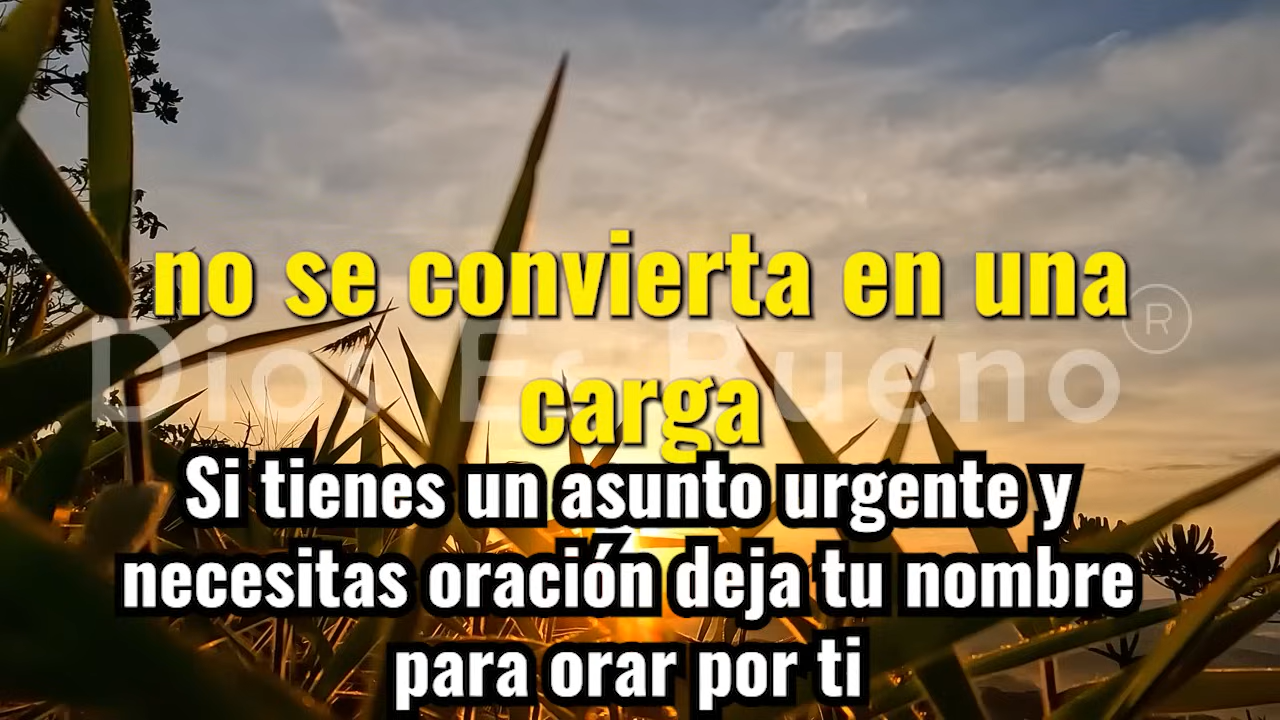 no se convierta en una
Dios Es Bueno ®
carga
Si tienes un asunto urgente y
necesitas oración deja tu nombre
para orar por ti